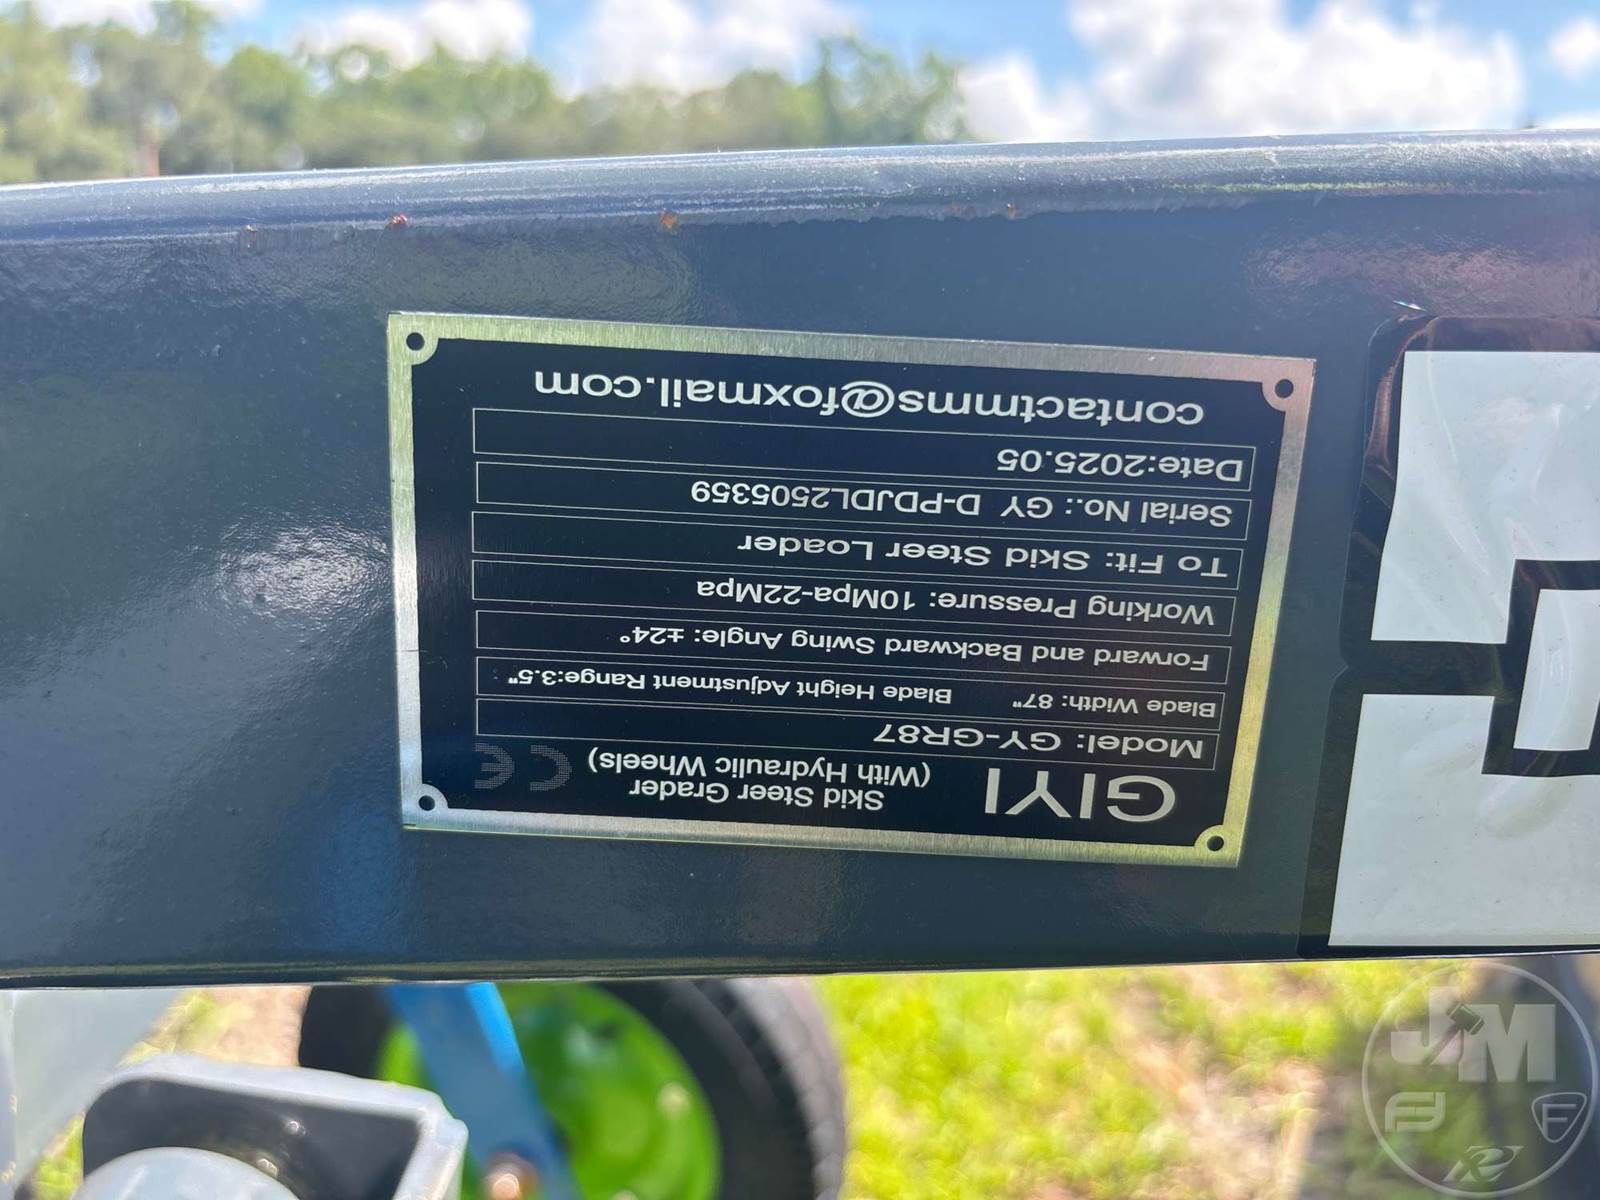 GIYI
Skid Steer Grader
(With Hydraulic Wheels)
CE
Model: GY-GR87
Blade Width: 87" Blade Height Adjustment Range:3.5"
Forward and Backward Swing Angle: ±24°
Working Pressure: 10Mpa-22Mpa
To Fit: Skid Steer Loader
Serial No.: GY D-PDJDL2505359
Date:2025.05
contactmms@foxmail.com
J M